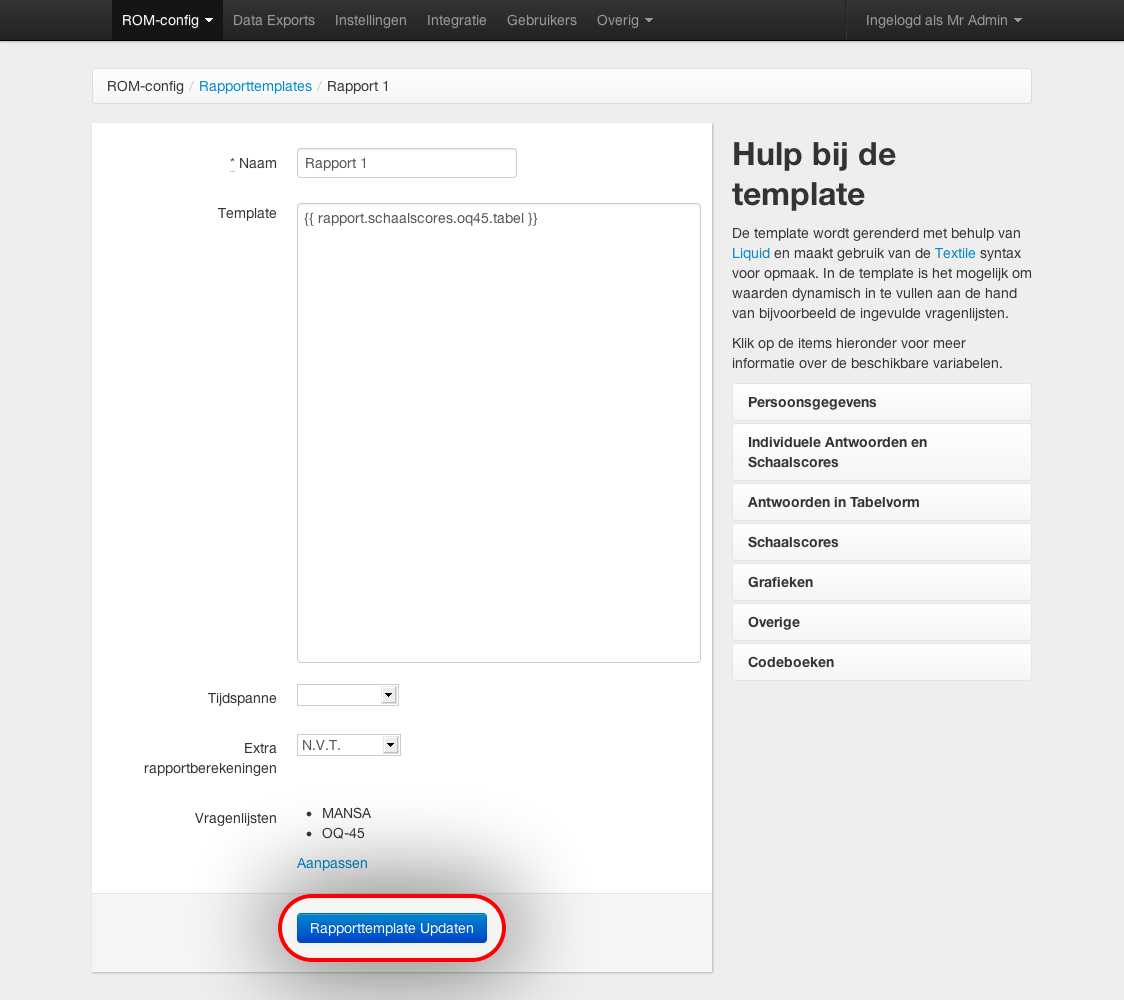 ROM-config Data Exports Instellingen Integratie Gebruikers Overig Ingelogd als Mr Admin
ROM-config / Rapporttemplates / Rapport 1
* Naam Rapport 1
Template {{ rapport.schaalscores.oq45.tabel }}
Tijdspanne
Extra
rapportberekeningen
N.V.T.
Vragenlijsten
MANSA
OQ-45
Aanpassen
Rapporttemplate Updaten
Hulp bij de
template
De template wordt gerenderd met behulp van
Liquid en maakt gebruik van de Textile syntax
voor opmaak. In de template is het mogelijk om
waarden dynamisch in te vullen aan de hand
van bijvoorbeeld de ingevulde vragenlijsten.
Klik op de items hieronder voor meer
informatie over de beschikbare variabelen.
Persoonsgegevens
Individuele Antwoorden en
Schaalscores
Antwoorden in Tabelvorm
Schaalscores
Grafieken
Overige
Codeboeken